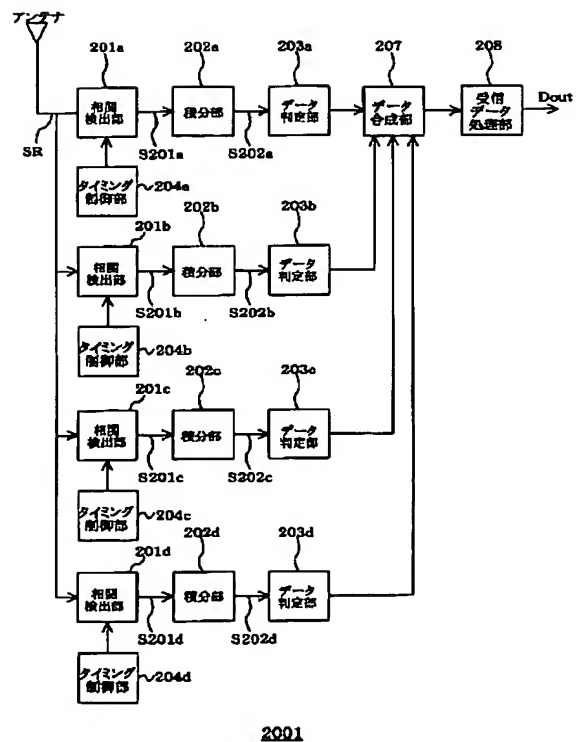 アンテナ
201a
202a
203a
207
208
相関
検出部
積分部
データ
判定部
データ
合成部
受信
データ
処理部
Dout
SR
S201a
S202a
タイミング
制御部
204a
201b
202b
203b
相関
検出部
積分部
データ
判定部
S201b
S202b
タイミング
制御部
204b
201c
202c
203c
相関
検出部
積分部
データ
判定部
S201c
S202c
タイミング
制御部
204c
201d
202d
203d
相関
検出部
積分部
データ
判定部
S201d
S202d
タイミング
制御部
204d
2001